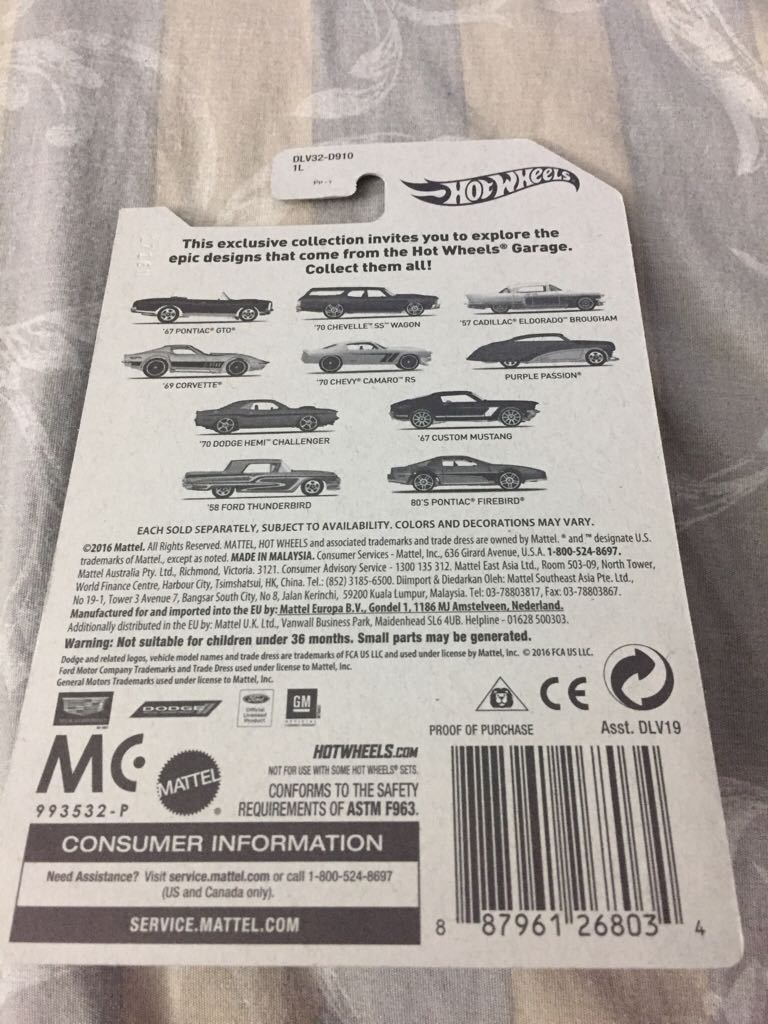 DLV32-D910
1L
HOT WHEELS
This exclusive collection invites you to explore the
epic designs that come from the Hot Wheels® Garage.
Collect them all!
'67 PONTIAC® GTO®
'70 CHEVELLE™ SS™ WAGON
'57 CADILLAC® ELDORADO™ BROUGHAM
'69 CORVETTE®
'70 CHEVY® CAMARO™ RS
PURPLE PASSION®
'70 DODGE HEMI™ CHALLENGER
'67 CUSTOM MUSTANG
'58 FORD THUNDERBIRD
80'S PONTIAC® FIREBIRD®
EACH SOLD SEPARATELY, SUBJECT TO AVAILABILITY. COLORS AND DECORATIONS MAY VARY.
©2016 Mattel. All Rights Reserved. MATTEL, HOT WHEELS and associated trademarks and trade dress are owned by Mattel. ® and ™ designate U.S.
trademarks of Mattel, except as noted. MADE IN MALAYSIA. Consumer Services - Mattel, Inc., 636 Girard Avenue, U.S.A. 1-800-524-8697.
Mattel Australia Pty. Ltd., Richmond, Victoria. 3121. Consumer Advisory Service - 1300 135 312. Mattel East Asia Ltd., Room 503-09, North Tower,
World Finance Centre, Harbour City, Tsimshatsui, HK, China. Tel.: (852) 3185-6500. Diimport & Diedarkan Oleh: Mattel Southeast Asia Pte. Ltd.,
No 19-1, Tower 3 Avenue 7, Bangsar South City, No 8, Jalan Kerinchi, 59200 Kuala Lumpur, Malaysia. Tel: 03-78803817, Fax: 03-78803867.
Manufactured for and imported into the EU by: Mattel Europa B.V., Gondel 1, 1186 MJ Amstelveen, Nederland.
Additionally distributed in the EU by: Mattel U.K. Ltd., Vanwall Business Park, Maidenhead SL6 4UB. Helpline - 01628 500303.
Warning: Not suitable for children under 36 months. Small parts may be generated.
Dodge and related logos, vehicle model names and trade dress are trademarks of FCA US LLC and used under license by Mattel, Inc. © 2016 FCA US LLC.
Ford Motor Company Trademarks and Trade Dress used under license to Mattel, Inc.
General Motors Trademarks used under license to Mattel, Inc.
DODGE
Ford
Official
Licensed
Product
GM
OFFICIAL
CE
PROOF OF PURCHASE
Asst. DLV19
MC
993532-P
MATTEL
HOTWHEELS.COM
NOT FOR USE WITH SOME HOT WHEELS® SETS.
CONFORMS TO THE SAFETY
REQUIREMENTS OF ASTM F963.
CONSUMER INFORMATION
Need Assistance? Visit service.mattel.com or call 1-800-524-8697
(US and Canada only).
SERVICE.MATTEL.COM
8 87961 26803 4